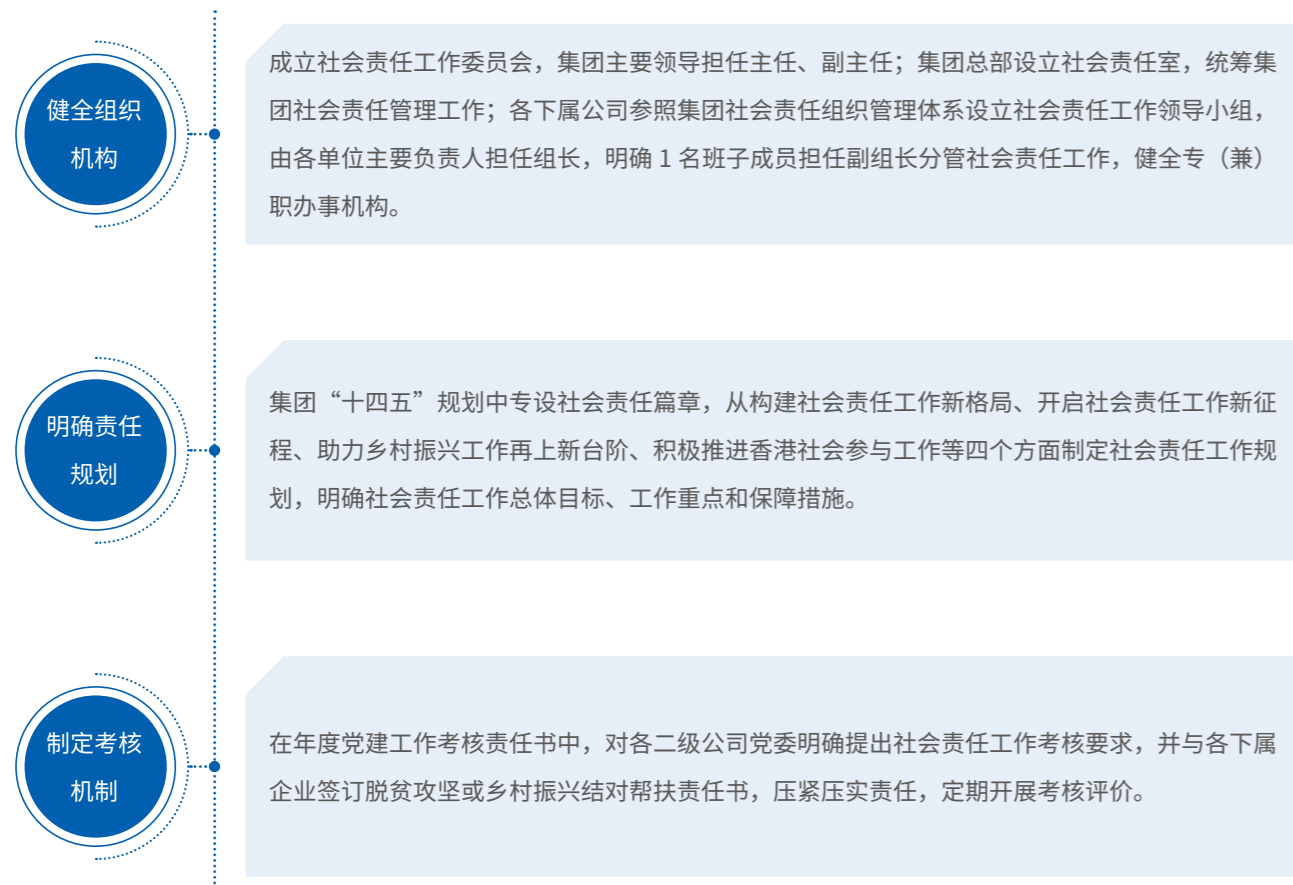 健全组织
机构
成立社会责任工作委员会，集团主要领导担任主任、副主任；集团总部设立社会责任室，统筹集
团社会责任管理工作；各下属公司参照集团社会责任组织管理体系设立社会责任工作领导小组，
由各单位主要负责人担任组长，明确 1 名班子成员担任副组长分管社会责任工作，健全专（兼）
职办事机构。
明确责任
规划
集团“十四五”规划中专设社会责任篇章，从构建社会责任工作新格局、开启社会责任工作新征
程、助力乡村振兴工作再上新台阶、积极推进香港社会参与工作等四个方面制定社会责任工作规
划，明确社会责任工作总体目标、工作重点和保障措施。
制定考核
机制
在年度党建工作考核责任书中，对各二级公司党委明确提出社会责任工作考核要求，并与各下属
企业签订脱贫攻坚或乡村振兴结对帮扶责任书，压紧压实责任，定期开展考核评价。